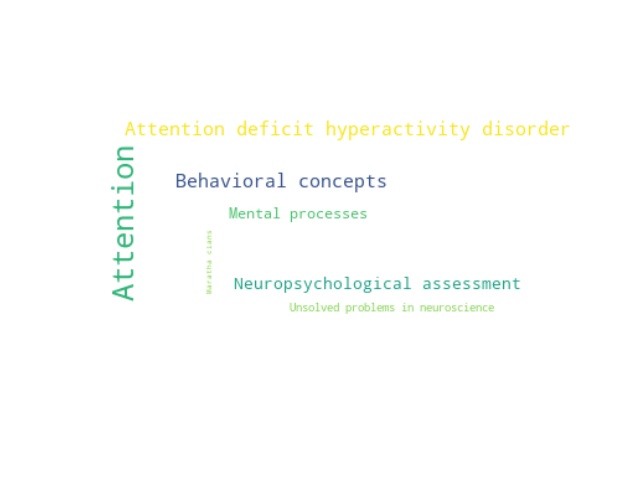 Attention deficit hyperactivity disorder
Attention
Behavioral concepts
Mental processes
Maratha clans
Neuropsychological assessment
Unsolved problems in neuroscience